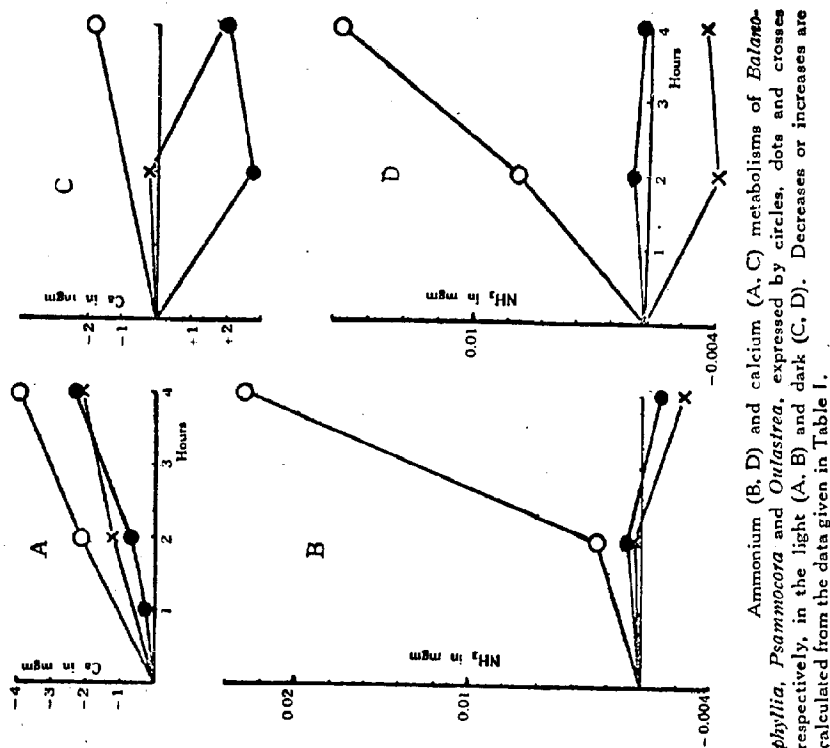 A
Ca in mgm
−4
−3
−2
−1
1
2
3
4
Hours
B
NH₃ in mgm
0.02
0.01
−0.004
C
Ca in mgm
−2
−1
+1
+2
D
NH₃ in mgm
0.01
−0.004
1
2
3
4
Hours
Ammonium (B, D) and calcium (A, C) metabolisms of Balano-
phyllia, Psammocora and Oulastrea, expressed by circles, dots and crosses
respectively, in the light (A, B) and dark (C, D). Decreases or increases are
calculated from the data given in Table 1.